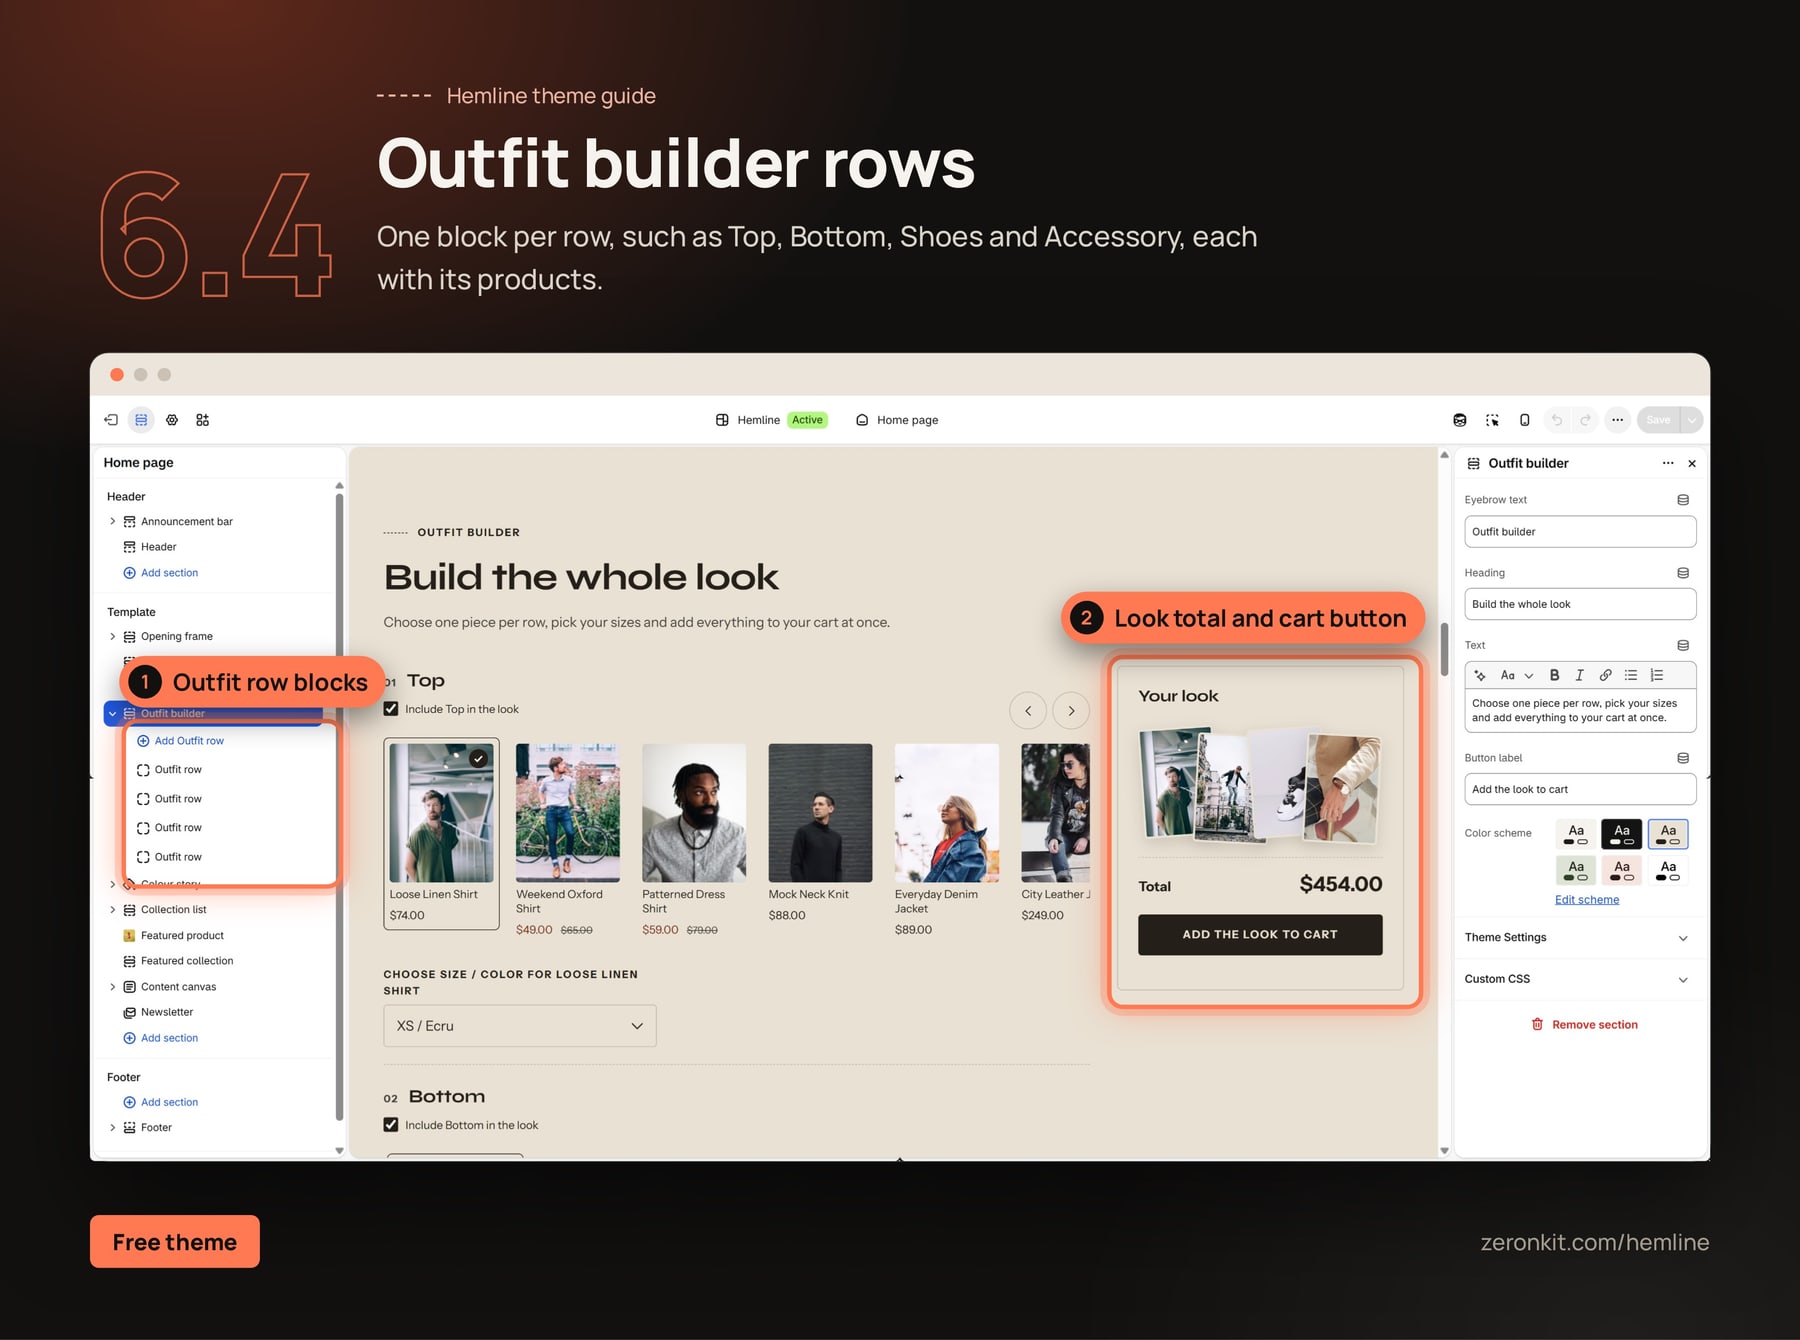 Hemline theme guide
6.4
Outfit builder rows
One block per row, such as Top, Bottom, Shoes and Accessory, each
with its products.
Hemline Active Home page
Save
Home page
Header
Announcement bar
Header
Add section
Template
Opening frame
1 Outfit row blocks
Outfit builder
Add Outfit row
Outfit row
Outfit row
Outfit row
Outfit row
Colour story
Collection list
Featured product
Featured collection
Content canvas
Newsletter
Add section
Footer
Add section
Footer
OUTFIT BUILDER
Build the whole look
Choose one piece per row, pick your sizes and add everything to your cart at once.
01 Top
Include Top in the look
Loose Linen Shirt
$74.00
Weekend Oxford
Shirt
$49.00 $65.00
Patterned Dress
Shirt
$59.00 $79.00
Mock Neck Knit
$88.00
Everyday Denim
Jacket
$89.00
City Leather J
$249.00
CHOOSE SIZE / COLOR FOR LOOSE LINEN
SHIRT
XS / Ecru
02 Bottom
Include Bottom in the look
2 Look total and cart button
Your look
Total $454.00
ADD THE LOOK TO CART
Outfit builder
Eyebrow text
Outfit builder
Heading
Build the whole look
Text
Aa B I
Choose one piece per row, pick your sizes
and add everything to your cart at once.
Button label
Add the look to cart
Color scheme
Aa Aa Aa
Aa Aa Aa
Edit scheme
Theme Settings
Custom CSS
Remove section
Free theme
zeronkit.com/hemline